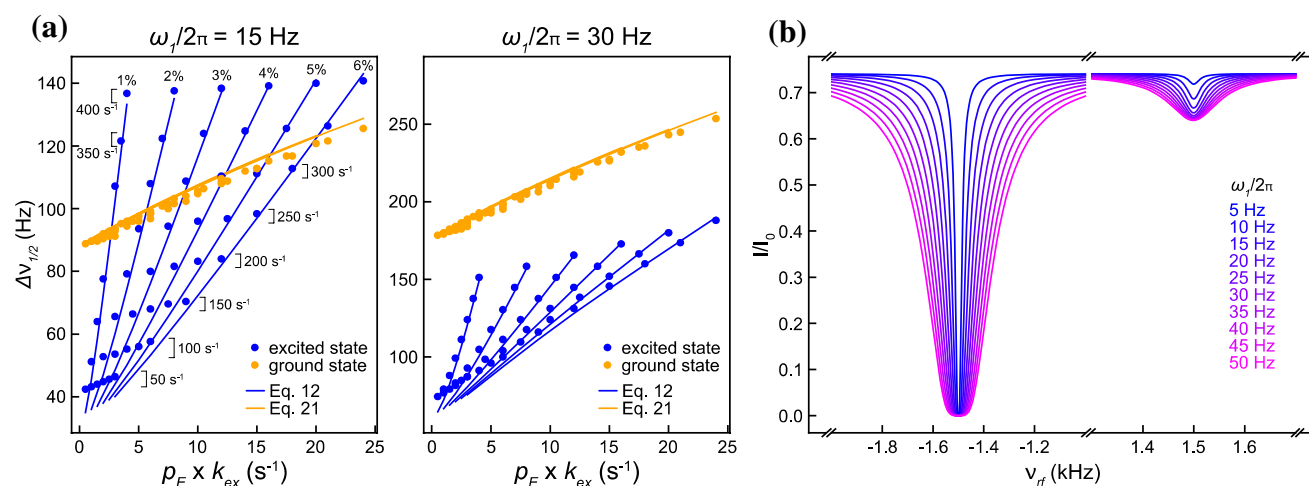 (a)
ω₁/2π = 15 Hz
ω₁/2π = 30 Hz
(b)
Δν₁/₂ (Hz)
140
120
100
80
60
40
1%
2%
3%
4%
5%
6%
400 s⁻¹
350 s⁻¹
300 s⁻¹
250 s⁻¹
200 s⁻¹
150 s⁻¹
100 s⁻¹
50 s⁻¹
excited state
ground state
Eq. 12
Eq. 21
0 5 10 15 20 25
p_E x k_ex (s⁻¹)
250
200
150
100
excited state
ground state
Eq. 12
Eq. 21
0 5 10 15 20 25
p_E x k_ex (s⁻¹)
I/I₀
0.7
0.6
0.5
0.4
0.3
0.2
0.1
0.0
ω₁/2π
5 Hz
10 Hz
15 Hz
20 Hz
25 Hz
30 Hz
35 Hz
40 Hz
45 Hz
50 Hz
-1.8 -1.6 -1.4 -1.2 1.4 1.5 1.6
ν_rf (kHz)